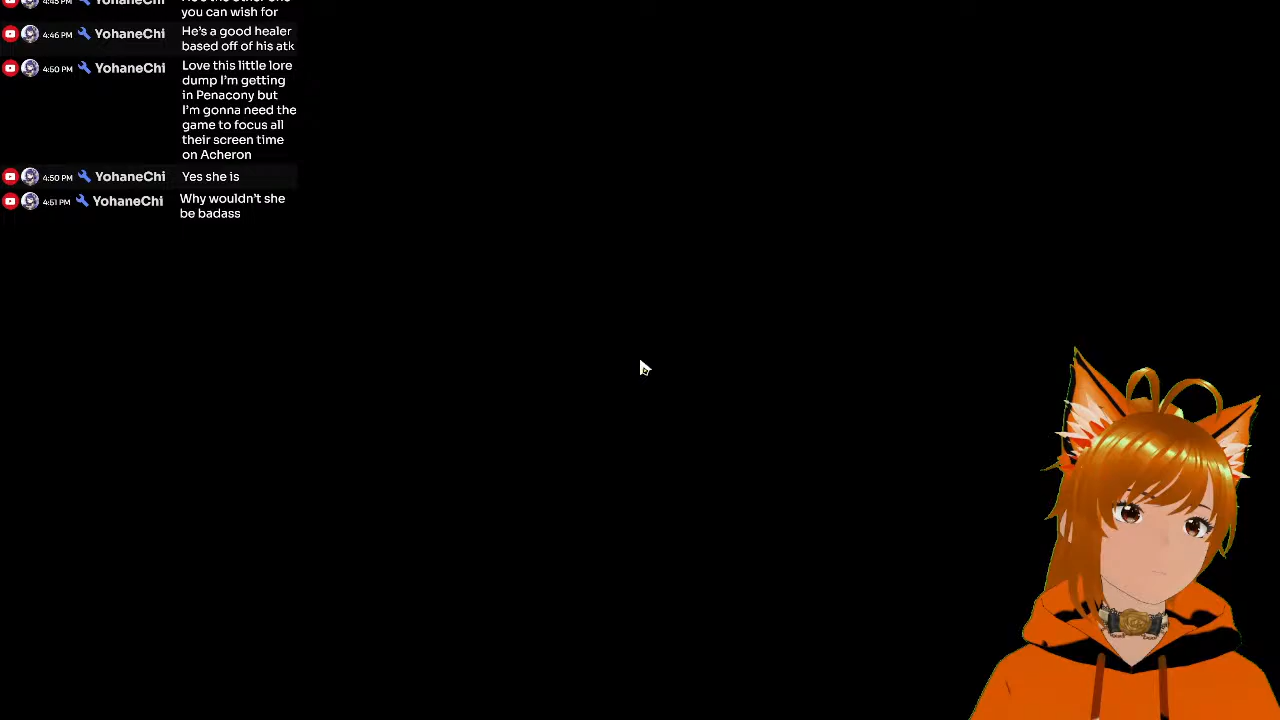 4:45 PM YohaneChi
you can wish for
4:46 PM YohaneChi He's a good healer
based off of his atk
4:50 PM YohaneChi Love this little lore
dump I'm getting
in Penacony but
I'm gonna need the
game to focus all
their screen time
on Acheron
4:50 PM YohaneChi Yes she is
4:51 PM YohaneChi Why wouldn't she
be badass